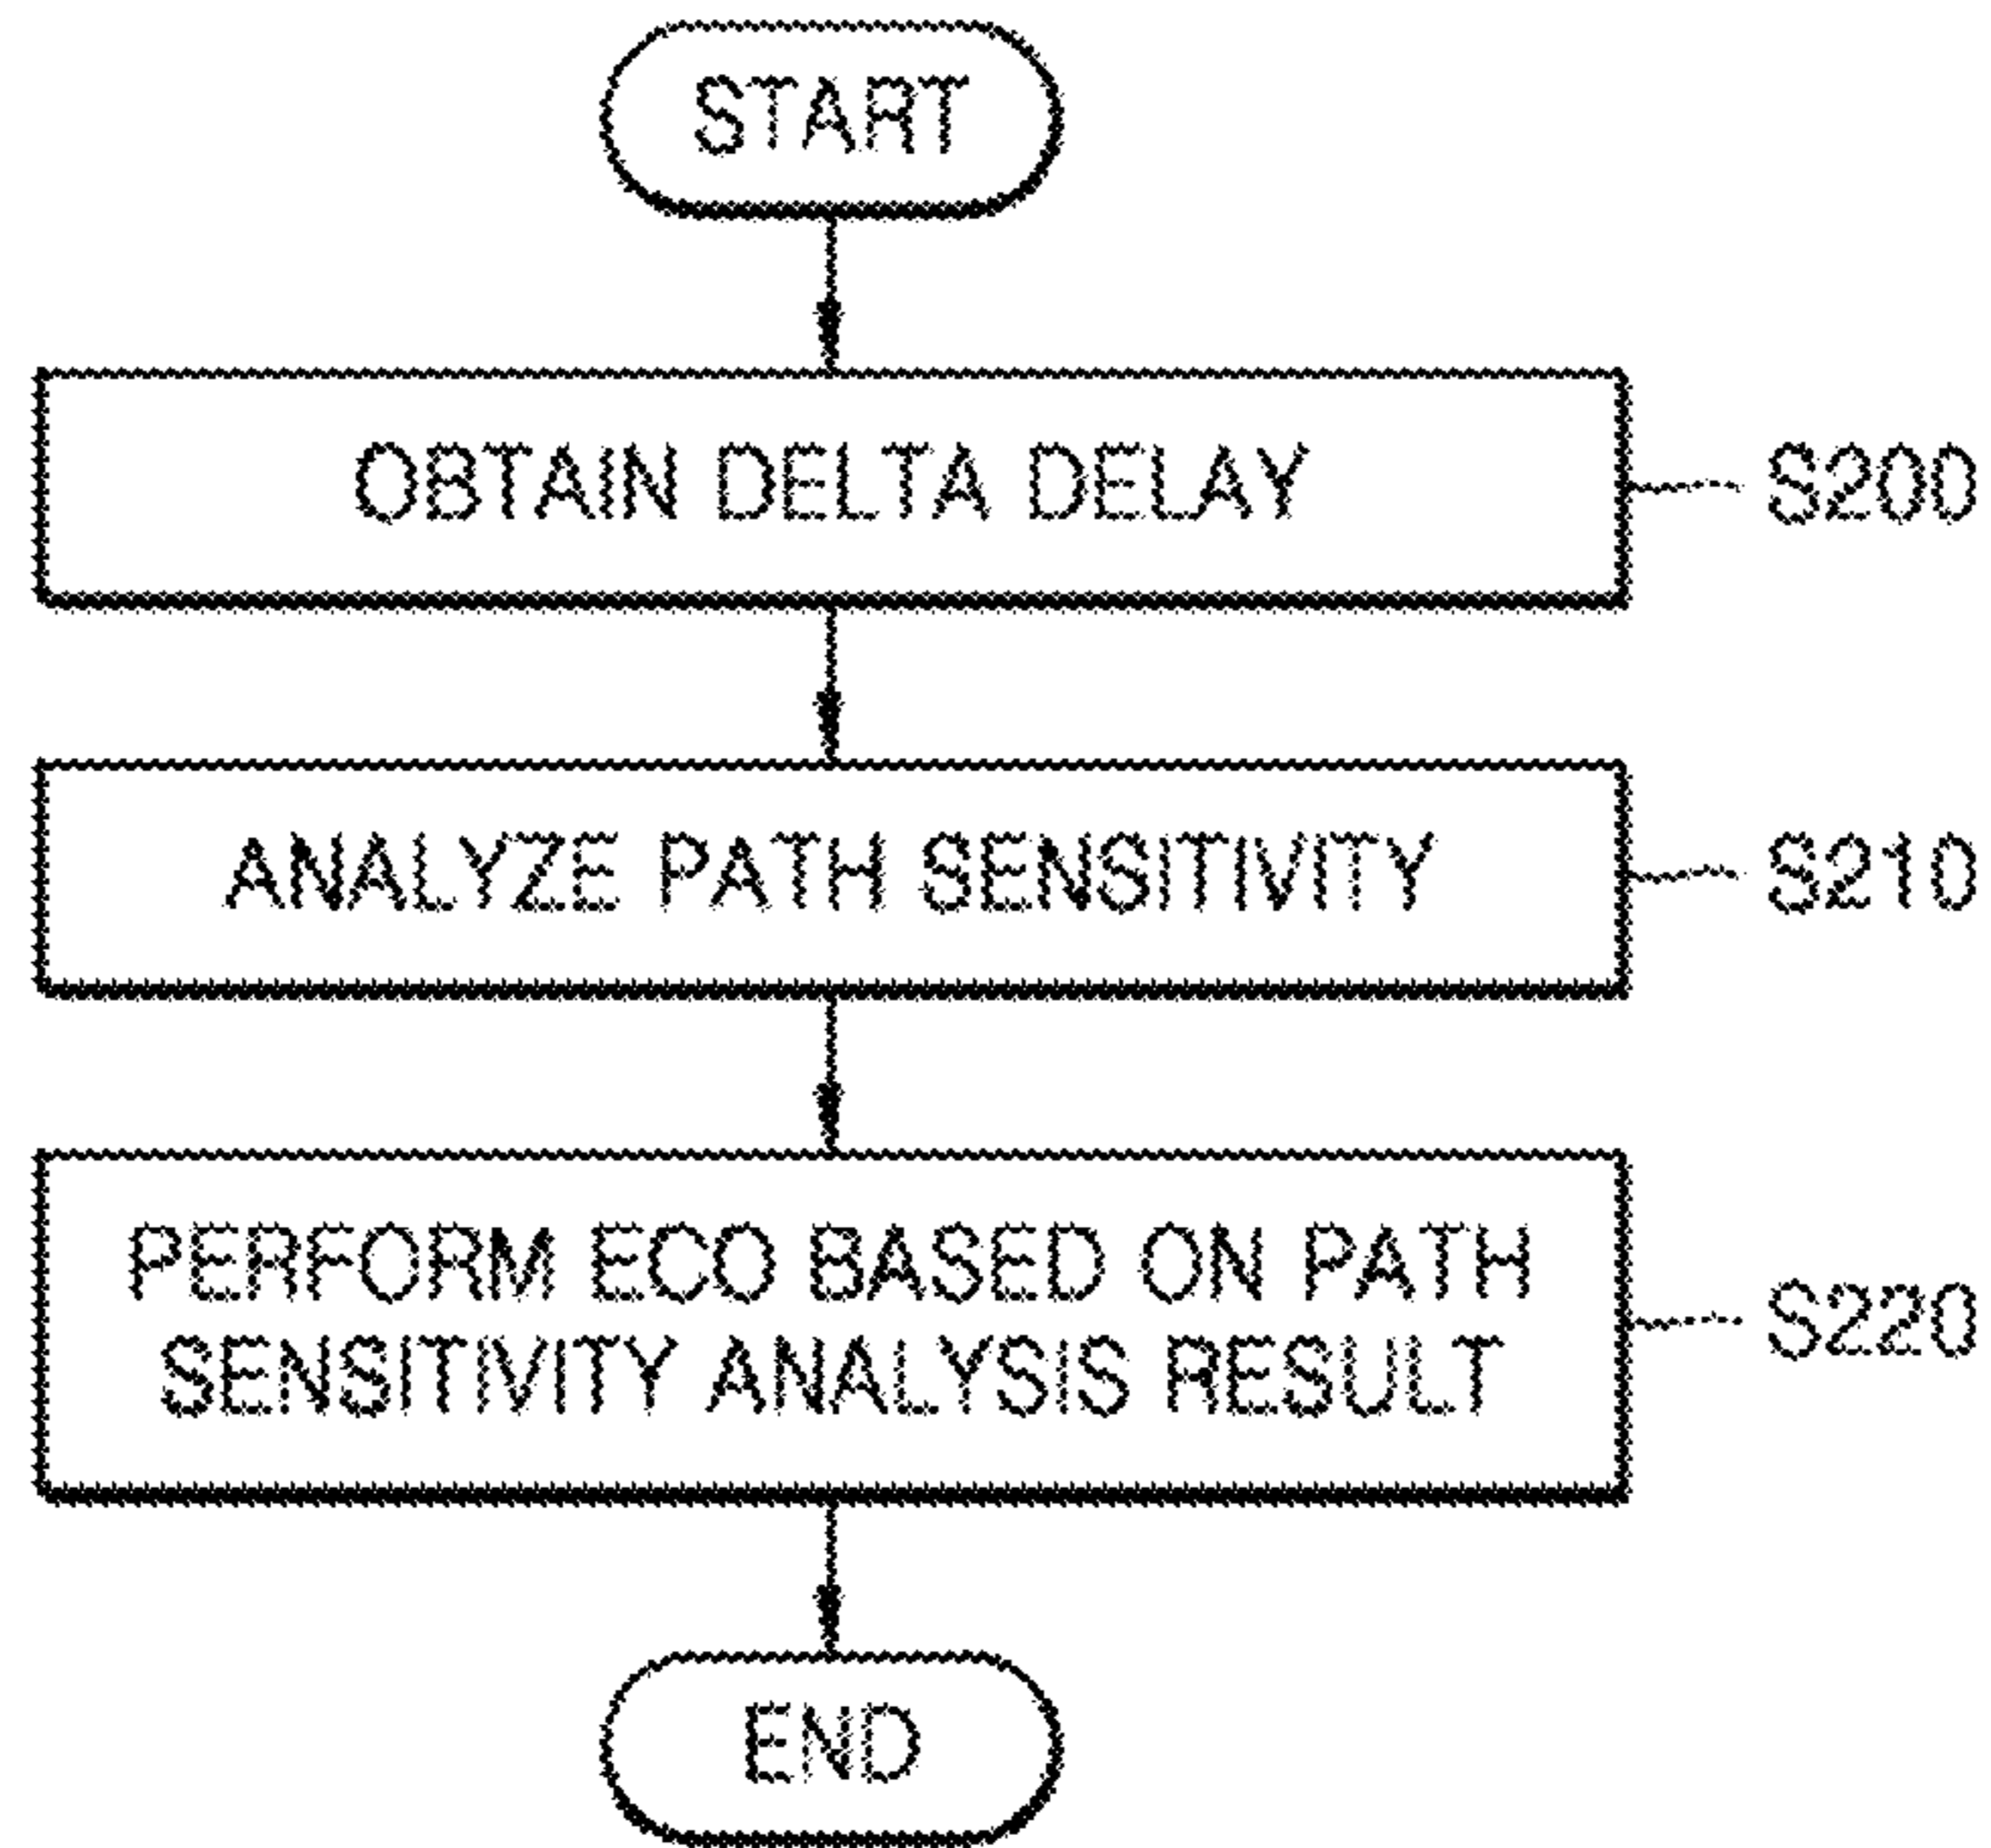 START
OBTAIN DELTA DELAY
S200
ANALYZE PATH SENSITIVITY
S210
PERFORM ECO BASED ON PATH
SENSITIVITY ANALYSIS RESULT
S220
END